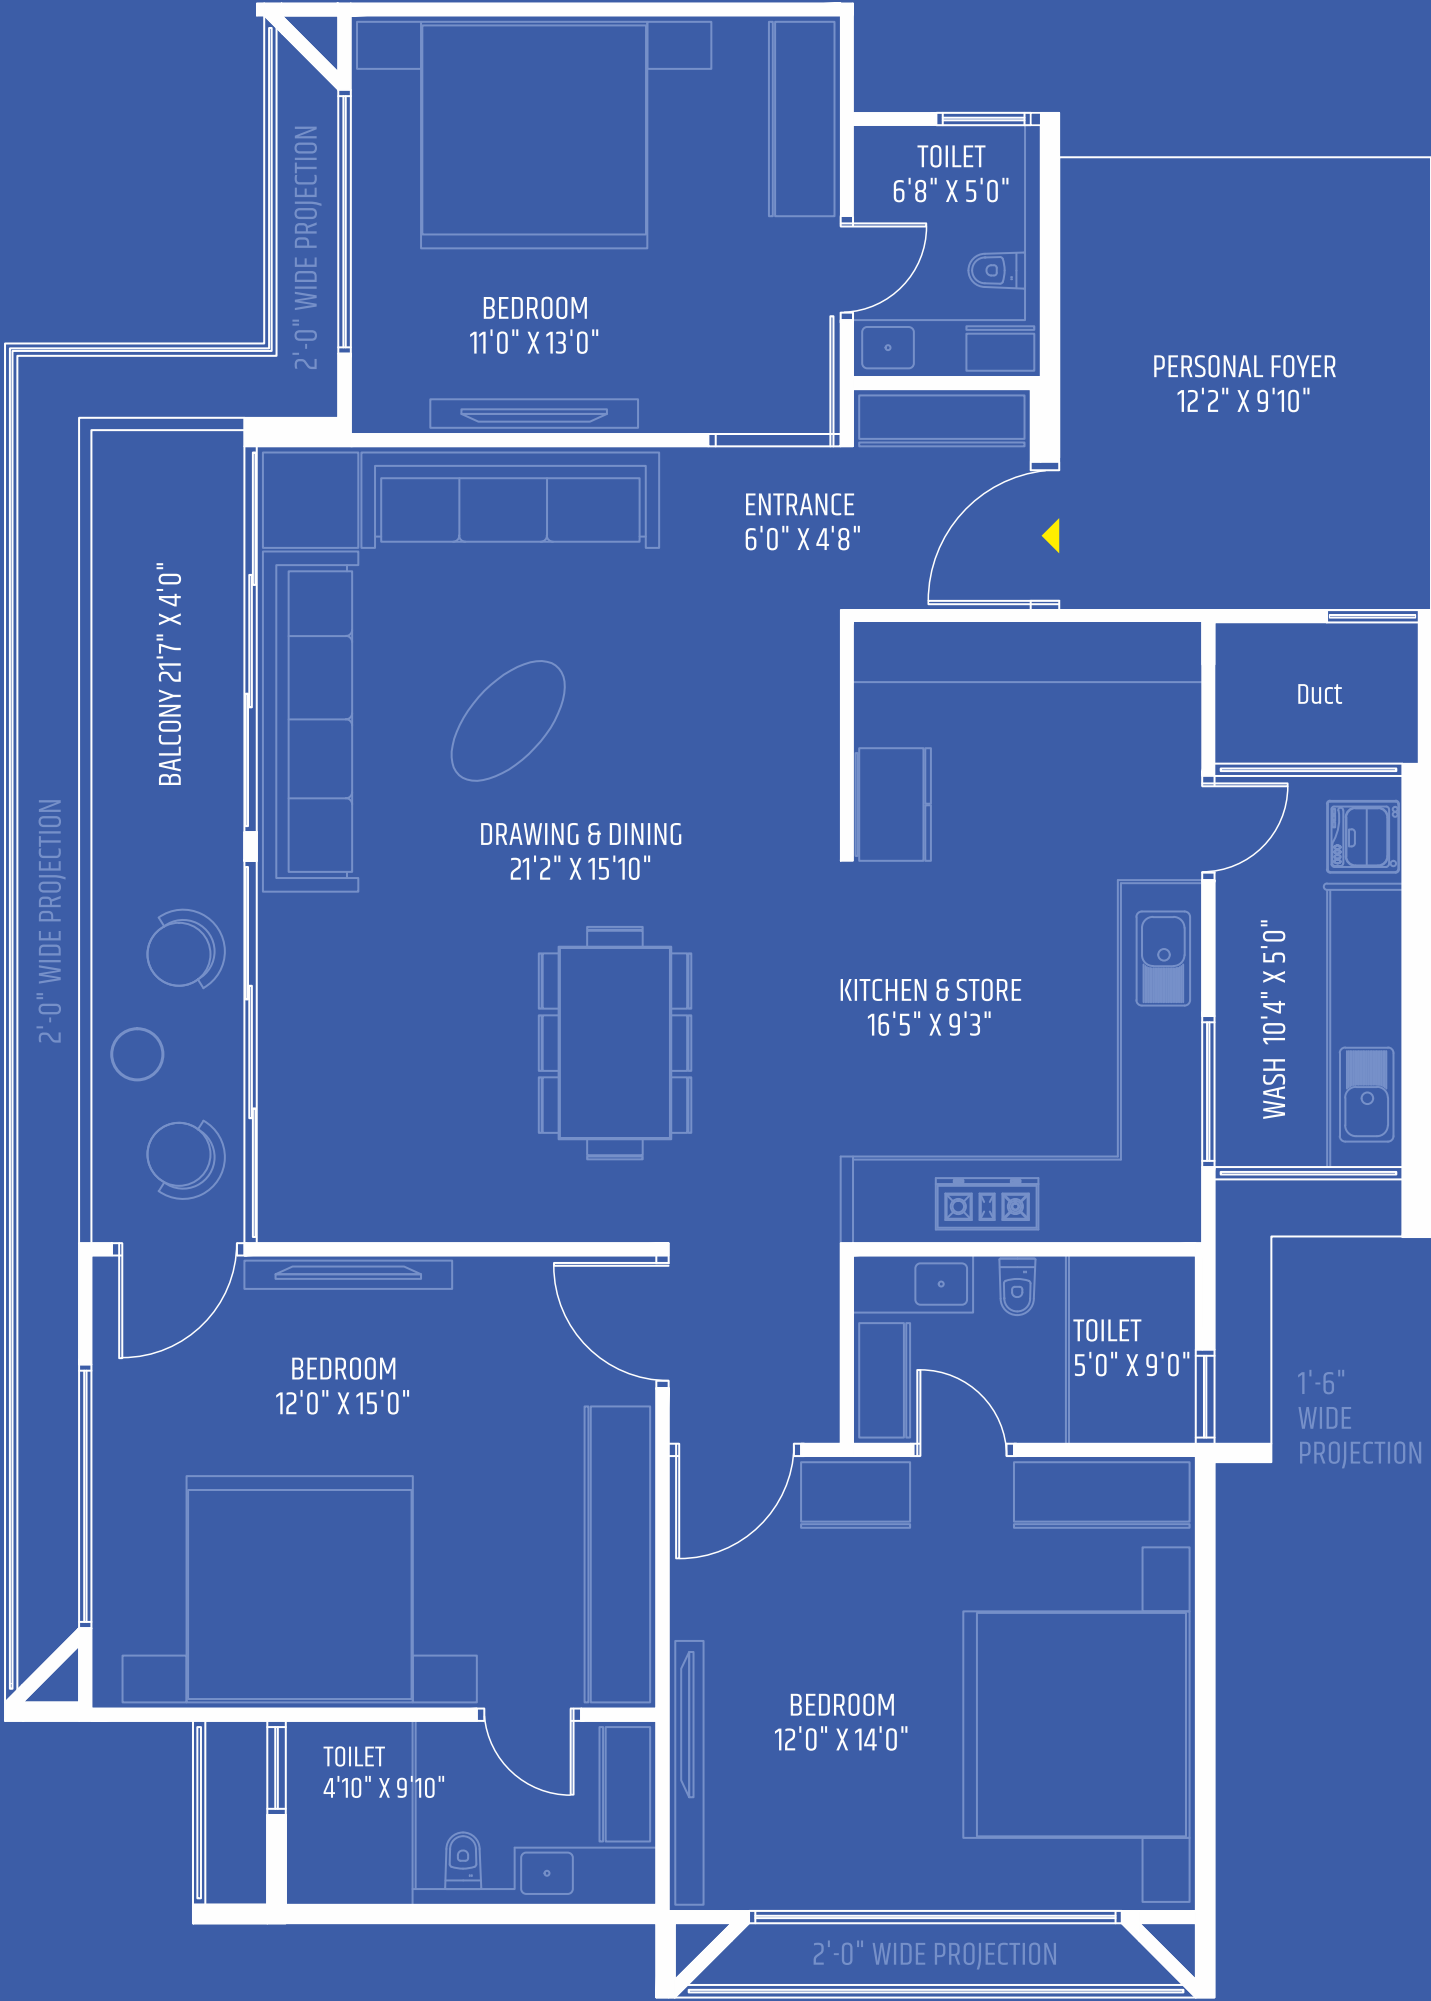 TOILET
6'8" X 5'0"
2'-0" WIDE PROJECTION
BEDROOM
11'0" X 13'0"
PERSONAL FOYER
12'2" X 9'10"
ENTRANCE
6'0" X 4'8"
BALCONY 21'7" X 4'0"
Duct
DRAWING & DINING
21'2" X 15'10"
2'-0" WIDE PROJECTION
KITCHEN & STORE
16'5" X 9'3"
WASH 10'4" X 5'0"
TOILET
5'0" X 9'0"
BEDROOM
12'0" X 15'0"
1'-6"
WIDE
PROJECTION
BEDROOM
12'0" X 14'0"
TOILET
4'10" X 9'10"
2'-0" WIDE PROJECTION